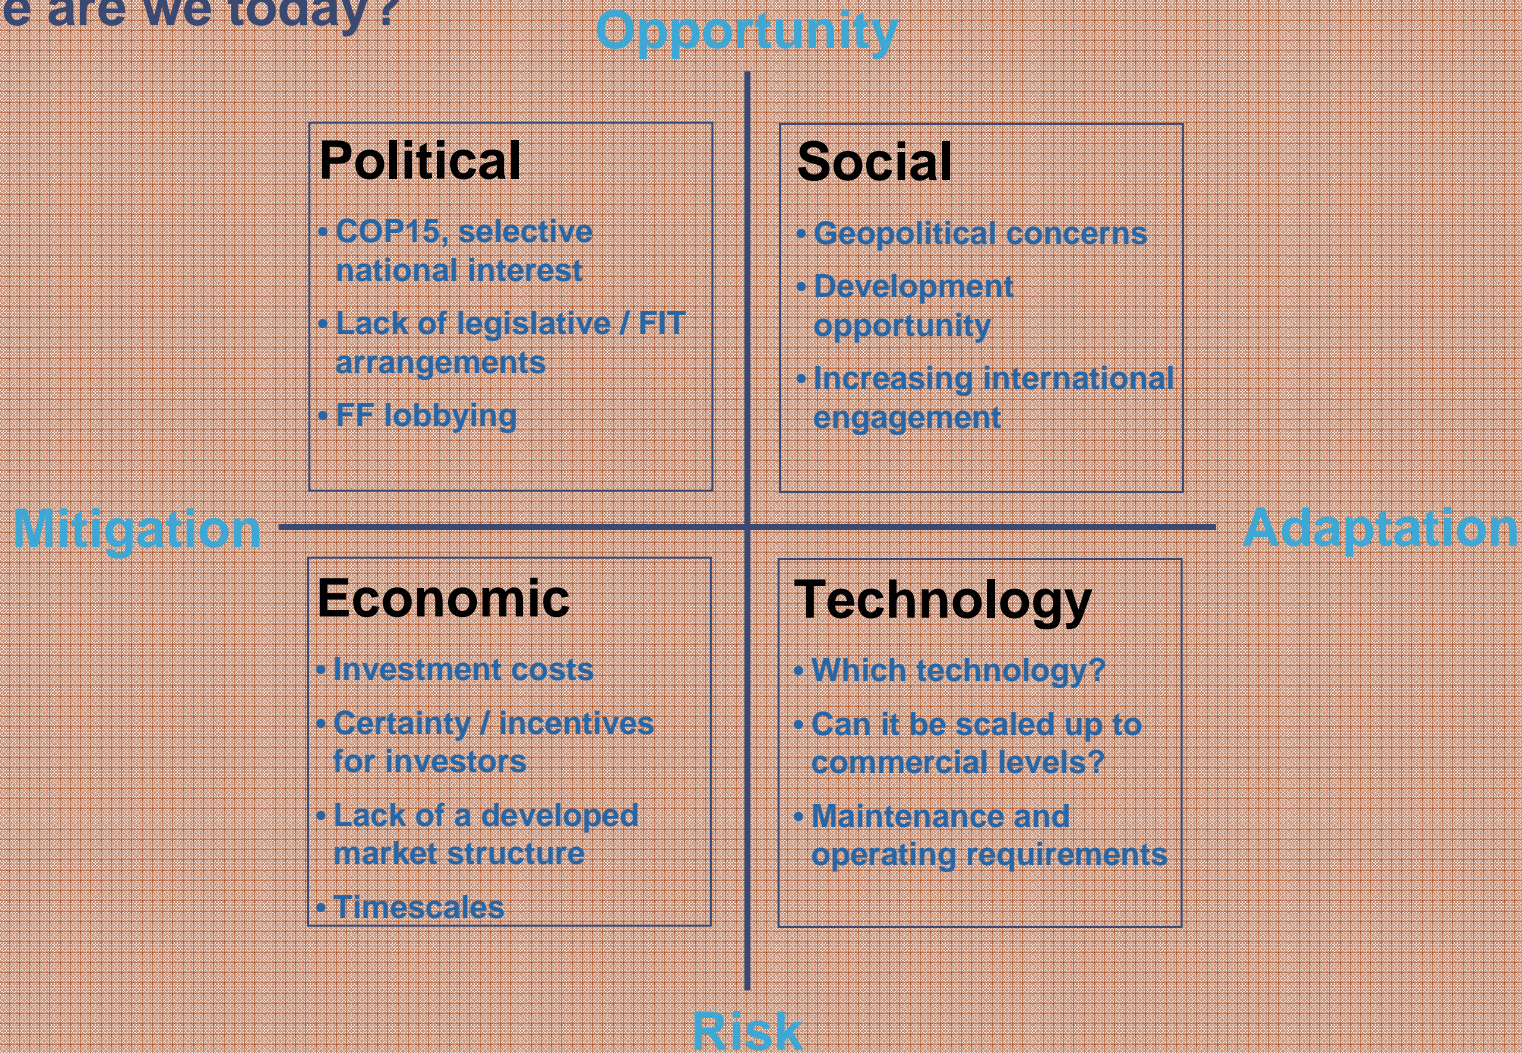 e are we today?
Opportunity
Political
• COP15, selective
national interest
• Lack of legislative / FIT
arrangements
• FF lobbying
Social
• Geopolitical concerns
• Development
opportunity
• Increasing international
engagement
Mitigation
Adaptation
Economic
• Investment costs
• Certainty / incentives
for investors
• Lack of a developed
market structure
• Timescales
Technology
• Which technology?
• Can it be scaled up to
commercial levels?
• Maintenance and
operating requirements
Risk